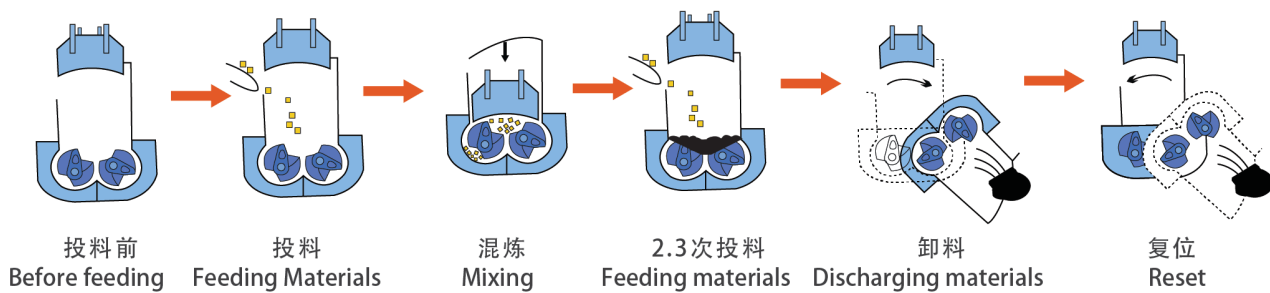 投料前
Before feeding
投料
Feeding Materials
混炼
Mixing
2.3次投料
Feeding materials
卸料
Discharging materials
复位
Reset